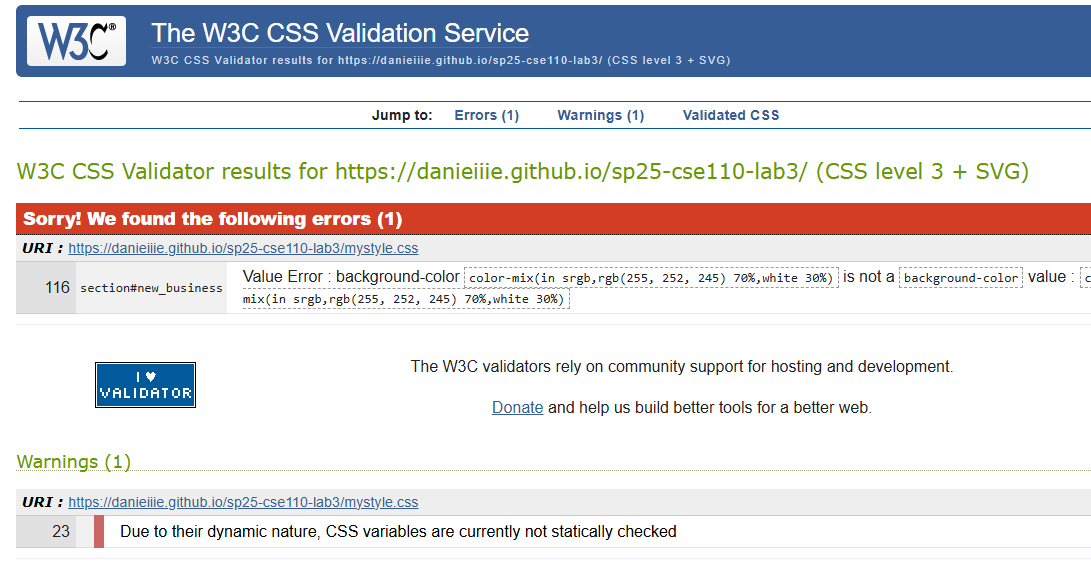 W3C®
The W3C CSS Validation Service
W3C CSS Validator results for https://danieiiie.github.io/sp25-cse110-lab3/ (CSS level 3 + SVG)
Jump to: Errors (1) Warnings (1) Validated CSS
W3C CSS Validator results for https://danieiiie.github.io/sp25-cse110-lab3/ (CSS level 3 + SVG)
Sorry! We found the following errors (1)
URI : https://danieiiie.github.io/sp25-cse110-lab3/mystyle.css
116 section#new_business Value Error : background-color color-mix(in srgb,rgb(255, 252, 245) 70%,white 30%) is not a background-color value : c
mix(in srgb,rgb(255, 252, 245) 70%,white 30%)
I ♥
VALIDATOR
The W3C validators rely on community support for hosting and development.
Donate and help us build better tools for a better web.
Warnings (1)
URI : https://danieiiie.github.io/sp25-cse110-lab3/mystyle.css
23 Due to their dynamic nature, CSS variables are currently not statically checked